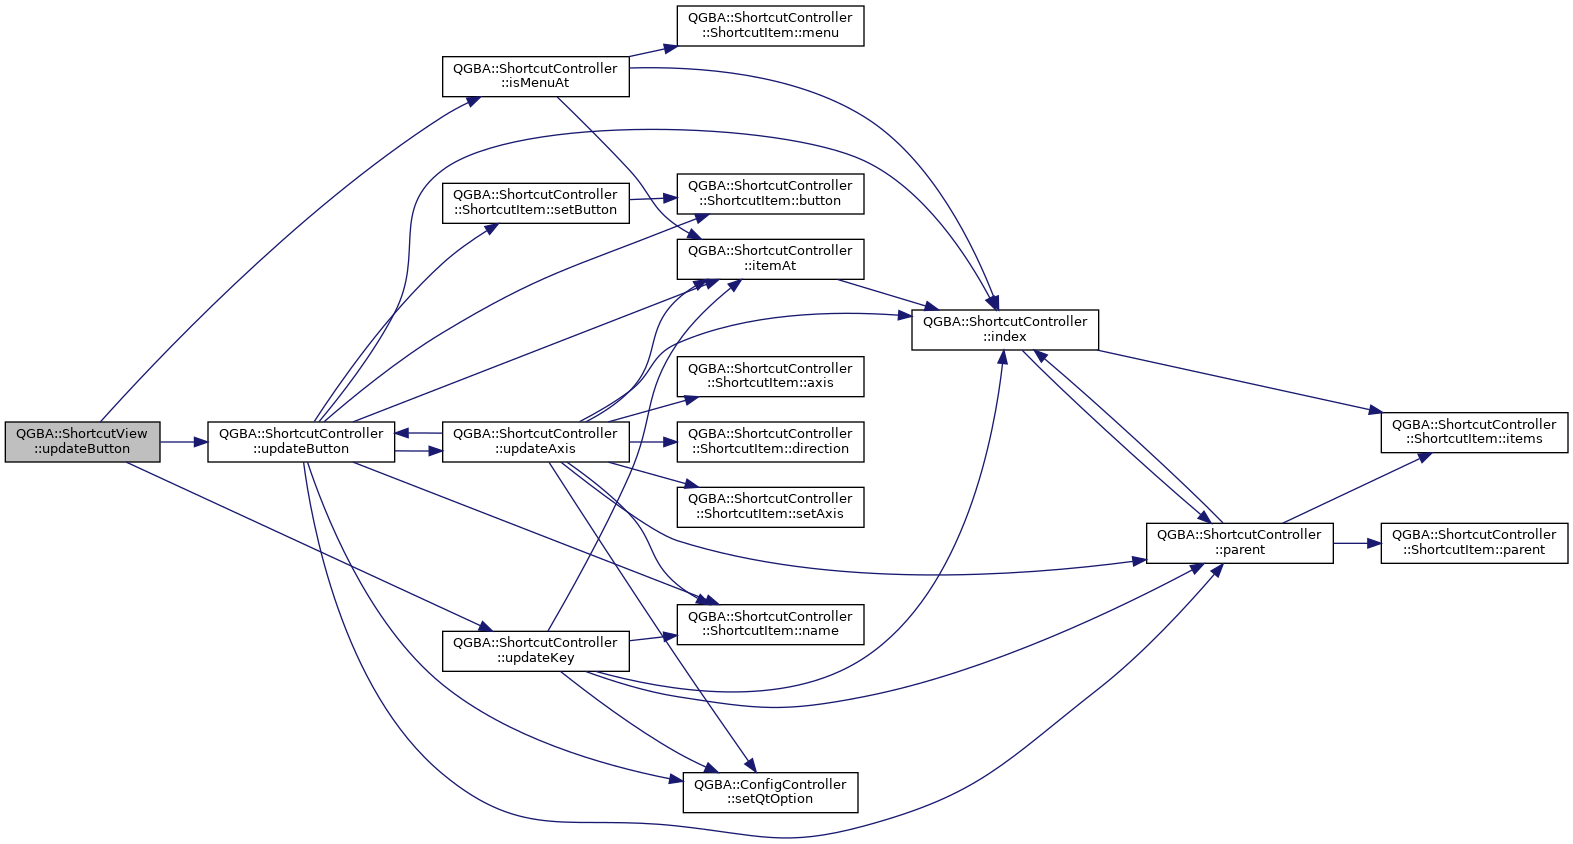 QGBA::ShortcutController
::ShortcutItem::menu
QGBA::ShortcutController
::isMenuAt
QGBA::ShortcutController
::ShortcutItem::button
QGBA::ShortcutController
::ShortcutItem::setButton
QGBA::ShortcutController
::itemAt
QGBA::ShortcutController
::index
QGBA::ShortcutController
::ShortcutItem::axis
QGBA::ShortcutController
::ShortcutItem::items
QGBA::ShortcutView
::updateButton
QGBA::ShortcutController
::updateButton
QGBA::ShortcutController
::updateAxis
QGBA::ShortcutController
::ShortcutItem::direction
QGBA::ShortcutController
::ShortcutItem::setAxis
QGBA::ShortcutController
::parent
QGBA::ShortcutController
::ShortcutItem::parent
QGBA::ShortcutController
::ShortcutItem::name
QGBA::ShortcutController
::updateKey
QGBA::ConfigController
::setQtOption